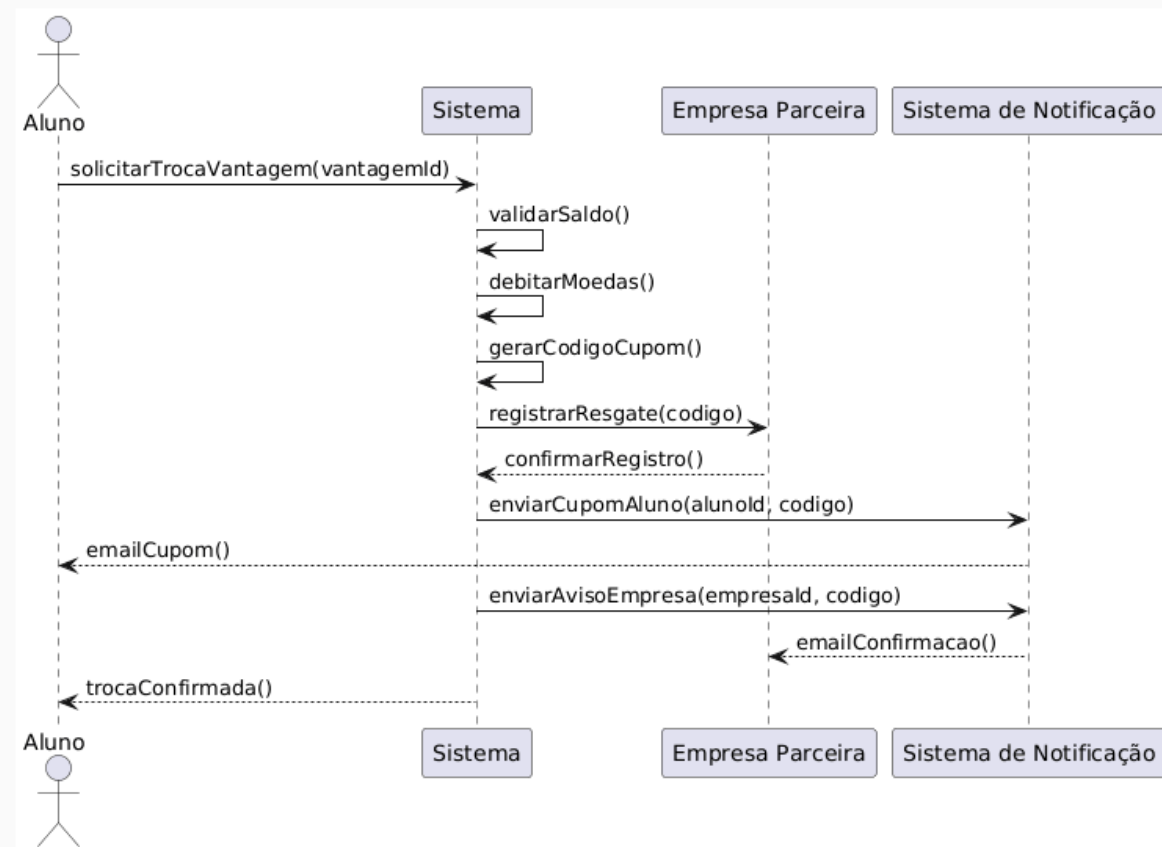 Aluno
Sistema
Empresa Parceira
Sistema de Notificação
solicitarTrocaVantagem(vantagemId)
validarSaldo()
debitarMoedas()
gerarCodigoCupom()
registrarResgate(codigo)
confirmarRegistro()
enviarCupomAluno(alunoId, codigo)
emailCupom()
enviarAvisoEmpresa(empresaId, codigo)
emailConfirmacao()
trocaConfirmada()
Aluno
Sistema
Empresa Parceira
Sistema de Notificação